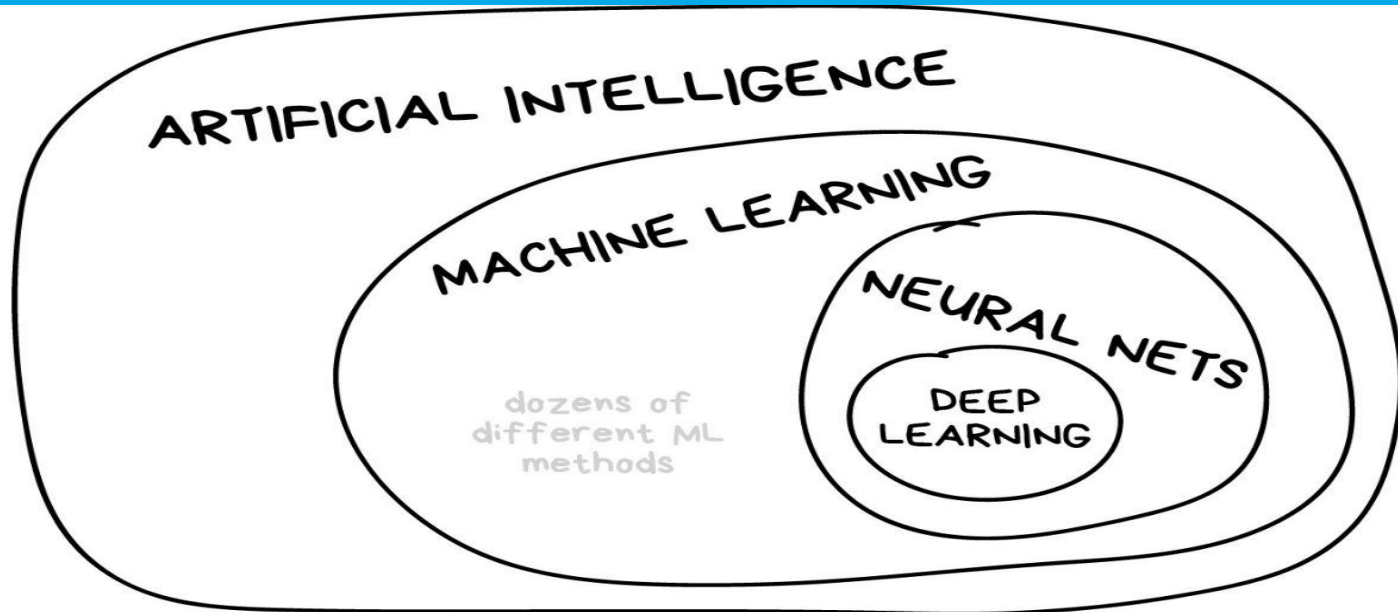 ARTIFICIAL INTELLIGENCE
MACHINE LEARNING
NEURAL NETS
DEEP
LEARNING
dozens of
different ML
methods